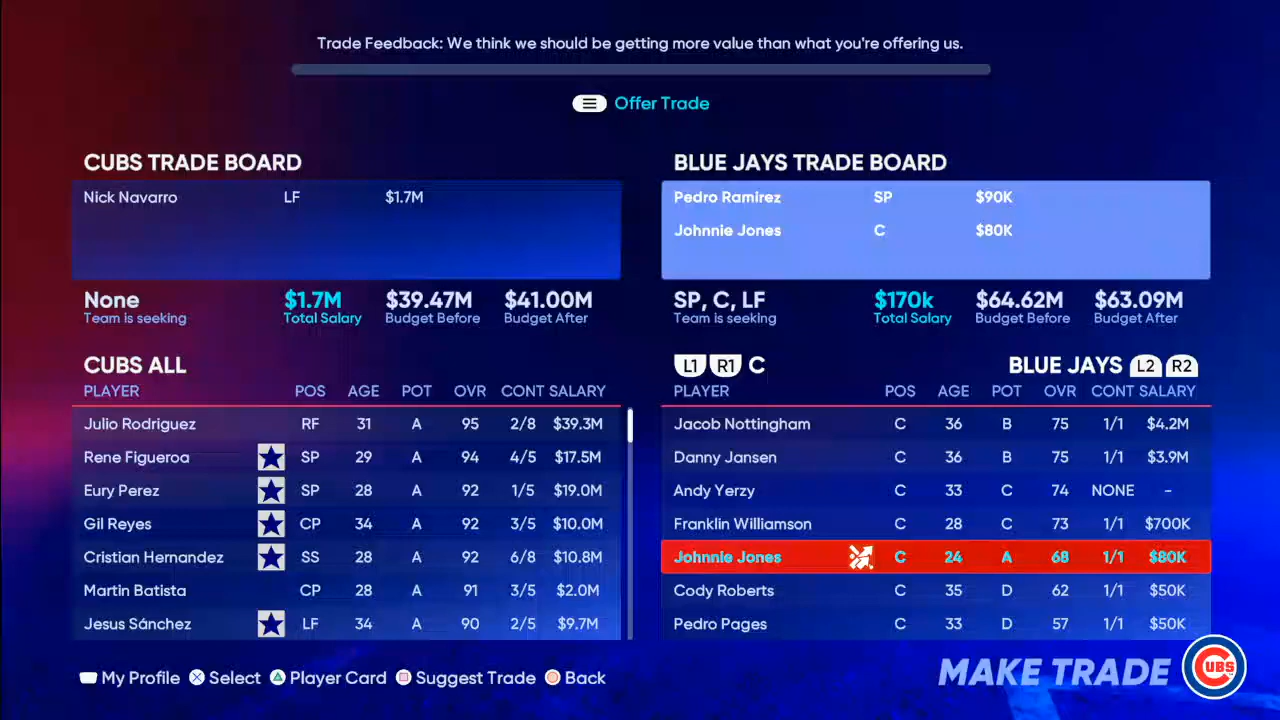 Trade Feedback: We think we should be getting more value than what you're offering us.
Offer Trade
CUBS TRADE BOARD
Nick Navarro LF $1.7M
None $1.7M $39.47M $41.00M
Team is seeking Total Salary Budget Before Budget After
BLUE JAYS TRADE BOARD
Pedro Ramirez SP $90K
Johnnie Jones C $80K
SP, C, LF $170k $64.62M $63.09M
Team is seeking Total Salary Budget Before Budget After
CUBS ALL
PLAYER POS AGE POT OVR CONT SALARY
Julio Rodriguez RF 31 A 95 2/8 $39.3M
Rene Figueroa SP 29 A 94 4/5 $17.5M
Eury Perez SP 28 A 92 1/5 $19.0M
Gil Reyes CP 34 A 92 3/5 $10.0M
Cristian Hernandez SS 28 A 92 6/8 $10.8M
Martin Batista CP 28 A 91 3/5 $2.0M
Jesus Sánchez LF 34 A 90 2/5 $9.7M
L1 R1 C BLUE JAYS L2 R2
PLAYER POS AGE POT OVR CONT SALARY
Jacob Nottingham C 36 B 75 1/1 $4.2M
Danny Jansen C 36 B 75 1/1 $3.9M
Andy Yerzy C 33 C 74 NONE -
Franklin Williamson C 28 C 73 1/1 $700K
Johnnie Jones C 24 A 68 1/1 $80K
Cody Roberts C 35 D 62 1/1 $50K
Pedro Pages C 33 D 57 1/1 $50K
My Profile Select Player Card Suggest Trade Back
MAKE TRADE
CUBS